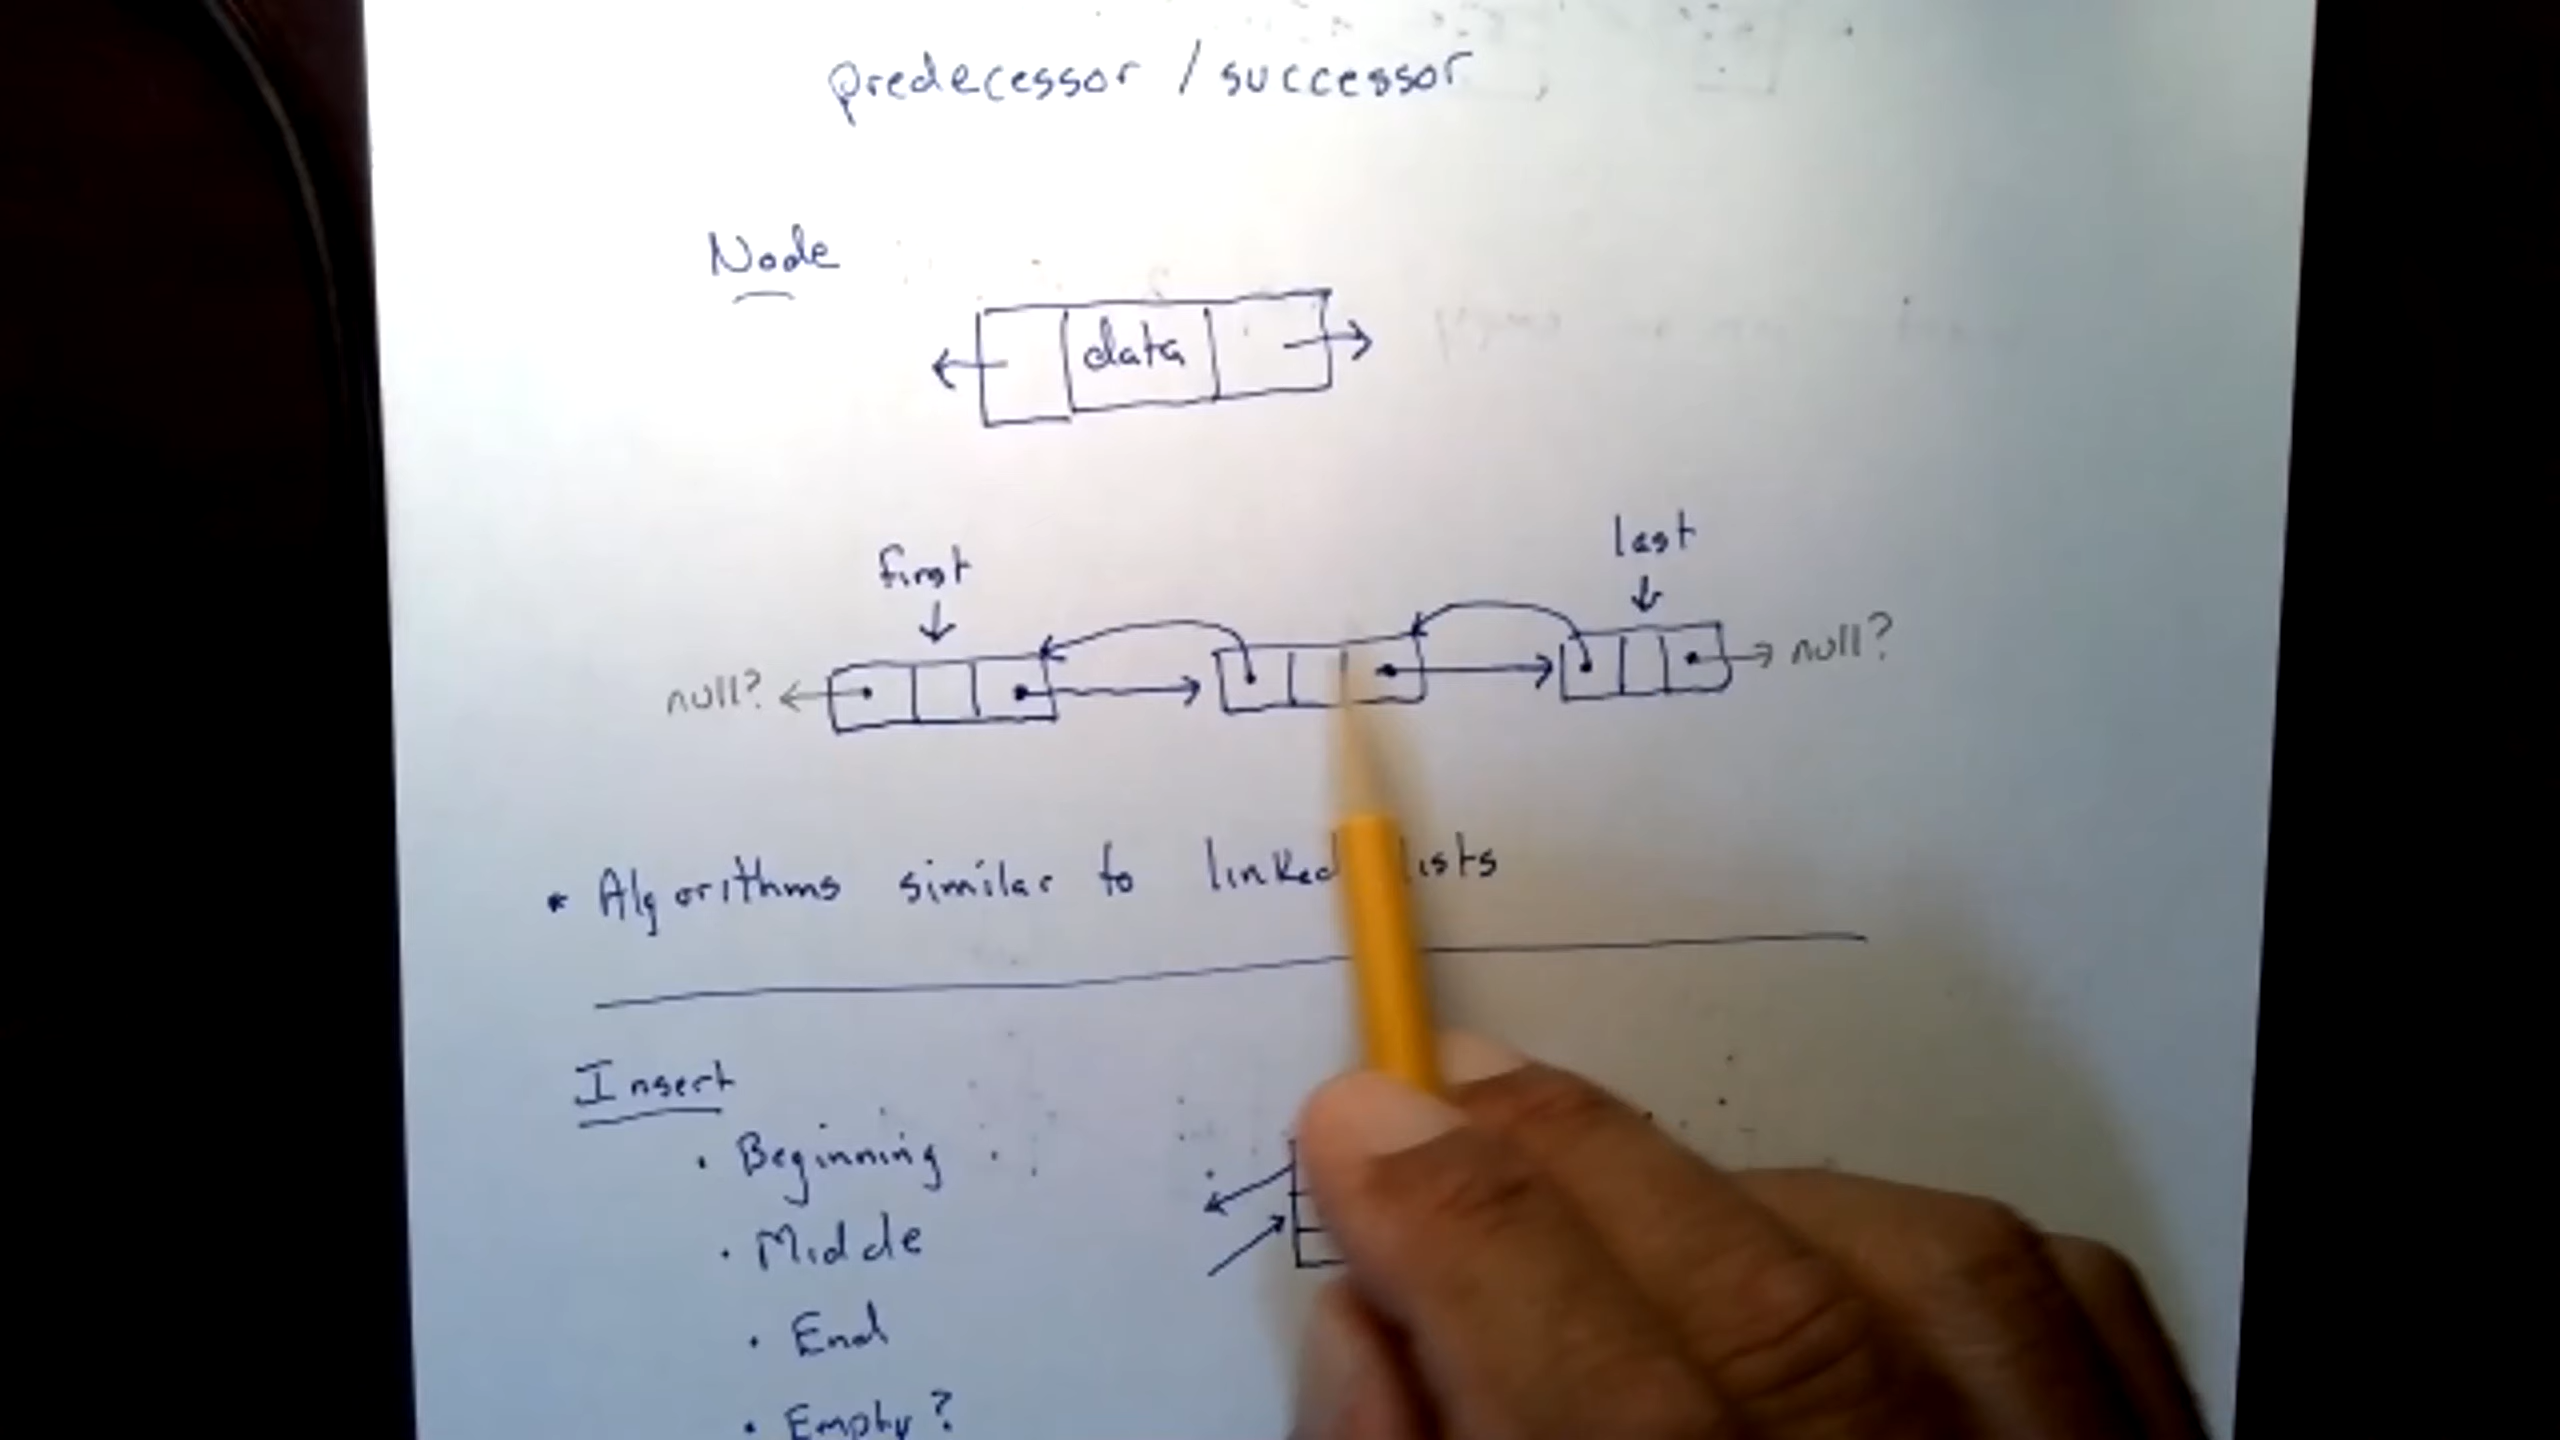 predecessor / successor
Node
data
first
last
null?
null?
* Algorithms similar to linked lists
Insert
· Beginning
· Middle
· End
· Empty?